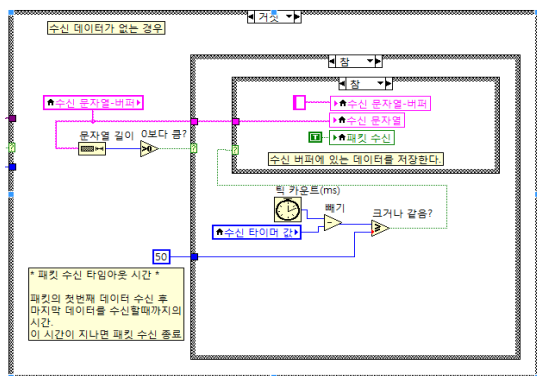 거짓
수신 데이터가 없는 경우
참
참
수신 문자열-버퍼
수신 문자열-버퍼
수신 문자열
문자열 길이
0보다 큼?
T
패킷 수신
수신 버퍼에 있는 데이터를 저장한다.
틱 카운트(ms)
빼기
크거나 같음?
수신 타이머 값
50
* 패킷 수신 타임아웃 시간 *
패킷의 첫번째 데이터 수신 후
마지막 데이터를 수신할때까지의
시간.
이 시간이 지나면 패킷 수신 종료